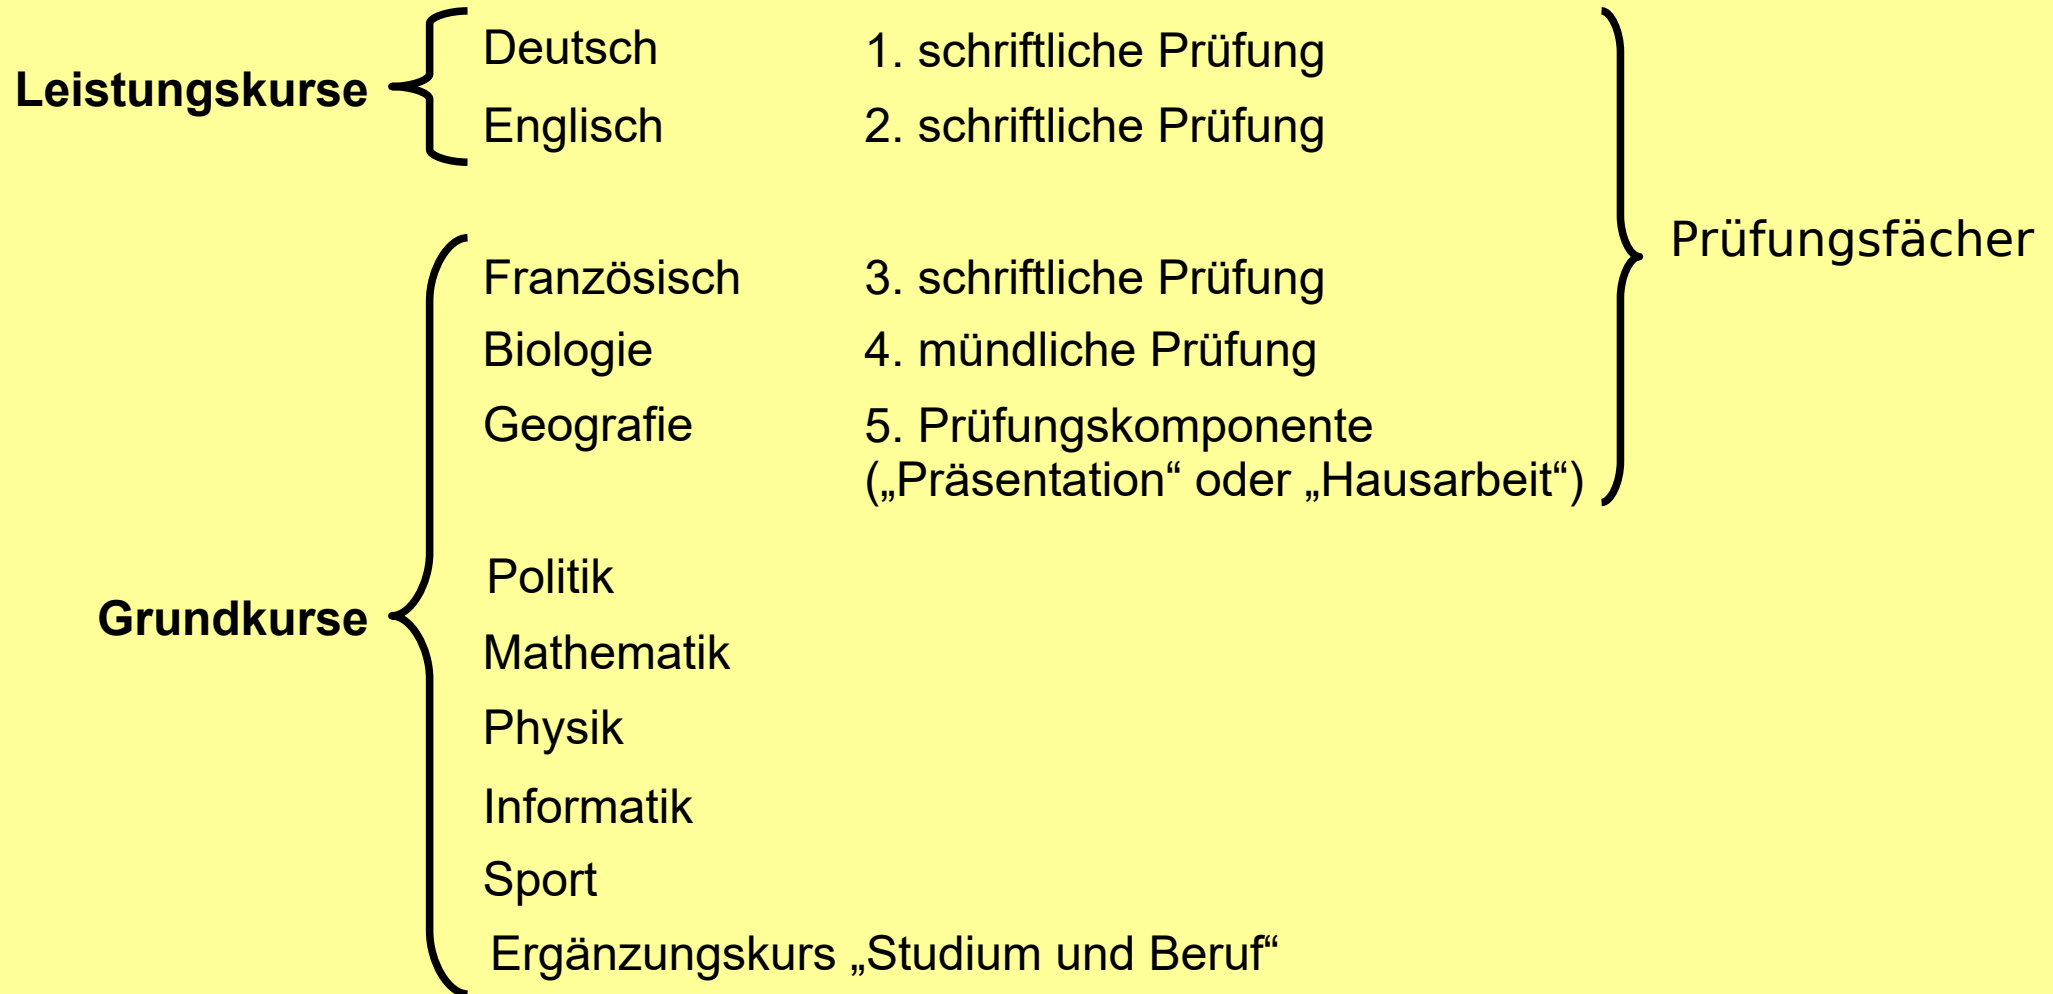 Leistungskurse
Deutsch 1. schriftliche Prüfung
Englisch 2. schriftliche Prüfung
Prüfungsfächer
Französisch 3. schriftliche Prüfung
Biologie 4. mündliche Prüfung
Geografie 5. Prüfungskomponente
(„Präsentation“ oder „Hausarbeit“)
Grundkurse
Politik
Mathematik
Physik
Informatik
Sport
Ergänzungskurs „Studium und Beruf“